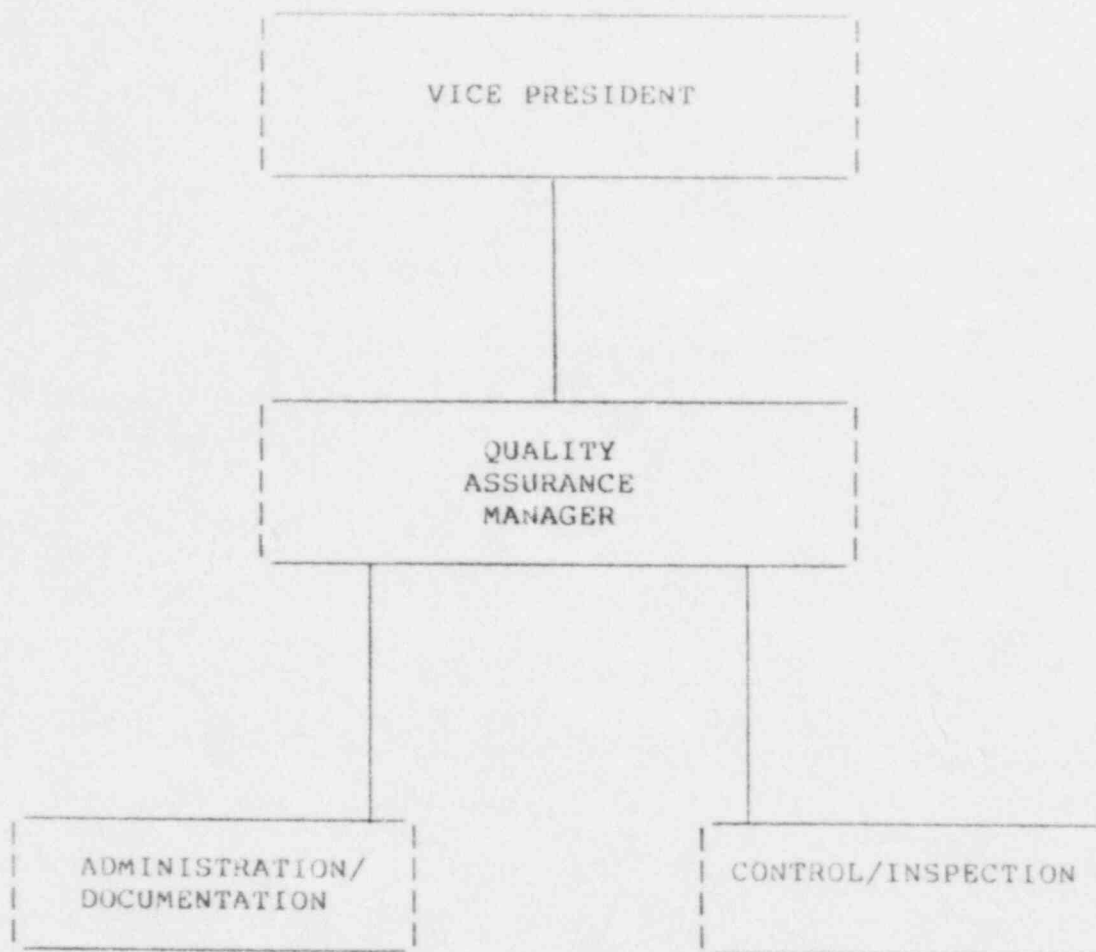 VICE PRESIDENT
QUALITY
ASSURANCE
MANAGER
ADMINISTRATION/
DOCUMENTATION
CONTROL/INSPECTION